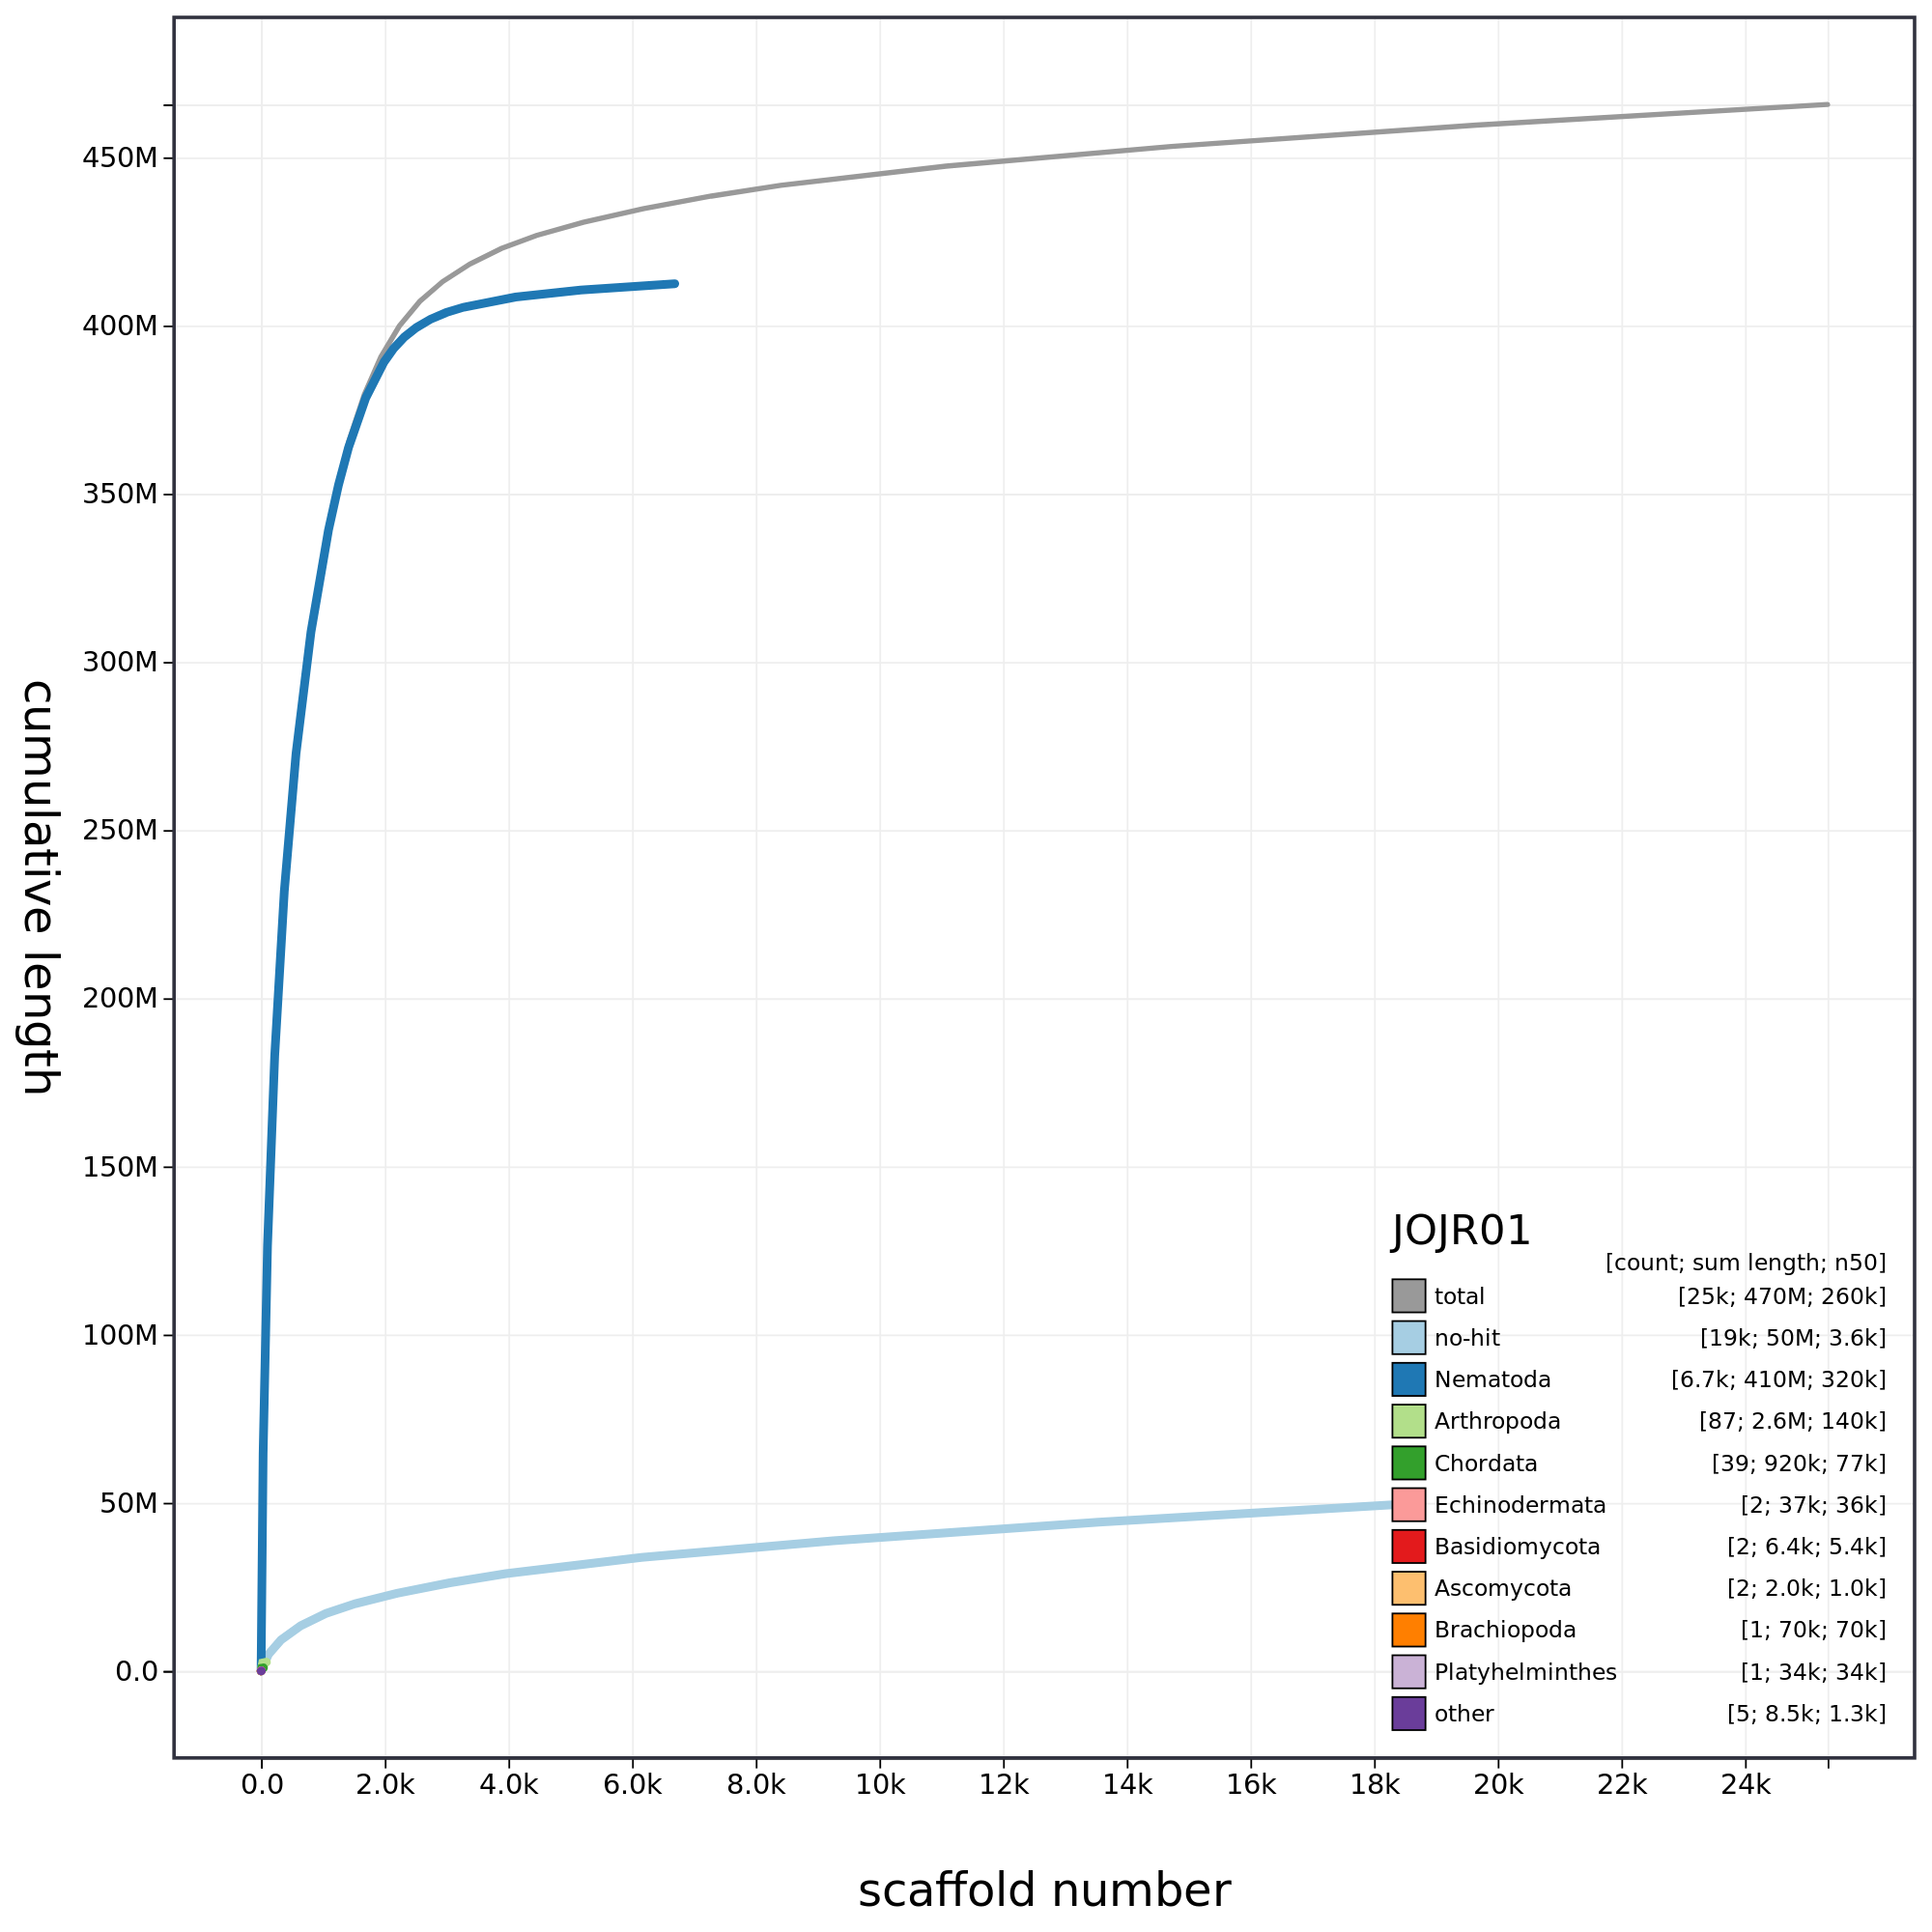 450M
400M
350M
300M
250M
200M
150M
100M
50M
0.0
cumulative length
JOJR01
[count; sum length; n50]
total [25k; 470M; 260k]
no-hit [19k; 50M; 3.6k]
Nematoda [6.7k; 410M; 320k]
Arthropoda [87; 2.6M; 140k]
Chordata [39; 920k; 77k]
Echinodermata [2; 37k; 36k]
Basidiomycota [2; 6.4k; 5.4k]
Ascomycota [2; 2.0k; 1.0k]
Brachiopoda [1; 70k; 70k]
Platyhelminthes [1; 34k; 34k]
other [5; 8.5k; 1.3k]
0.0 2.0k 4.0k 6.0k 8.0k 10k 12k 14k 16k 18k 20k 22k 24k
scaffold number